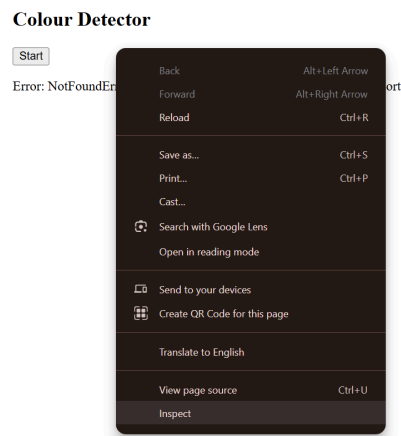 Colour Detector
Start
Error: NotFoundEr
ort
Back Alt+Left Arrow
Forward Alt+Right Arrow
Reload Ctrl+R
Save as... Ctrl+S
Print... Ctrl+P
Cast...
Search with Google Lens
Open in reading mode
Send to your devices
Create QR Code for this page
Translate to English
View page source Ctrl+U
Inspect